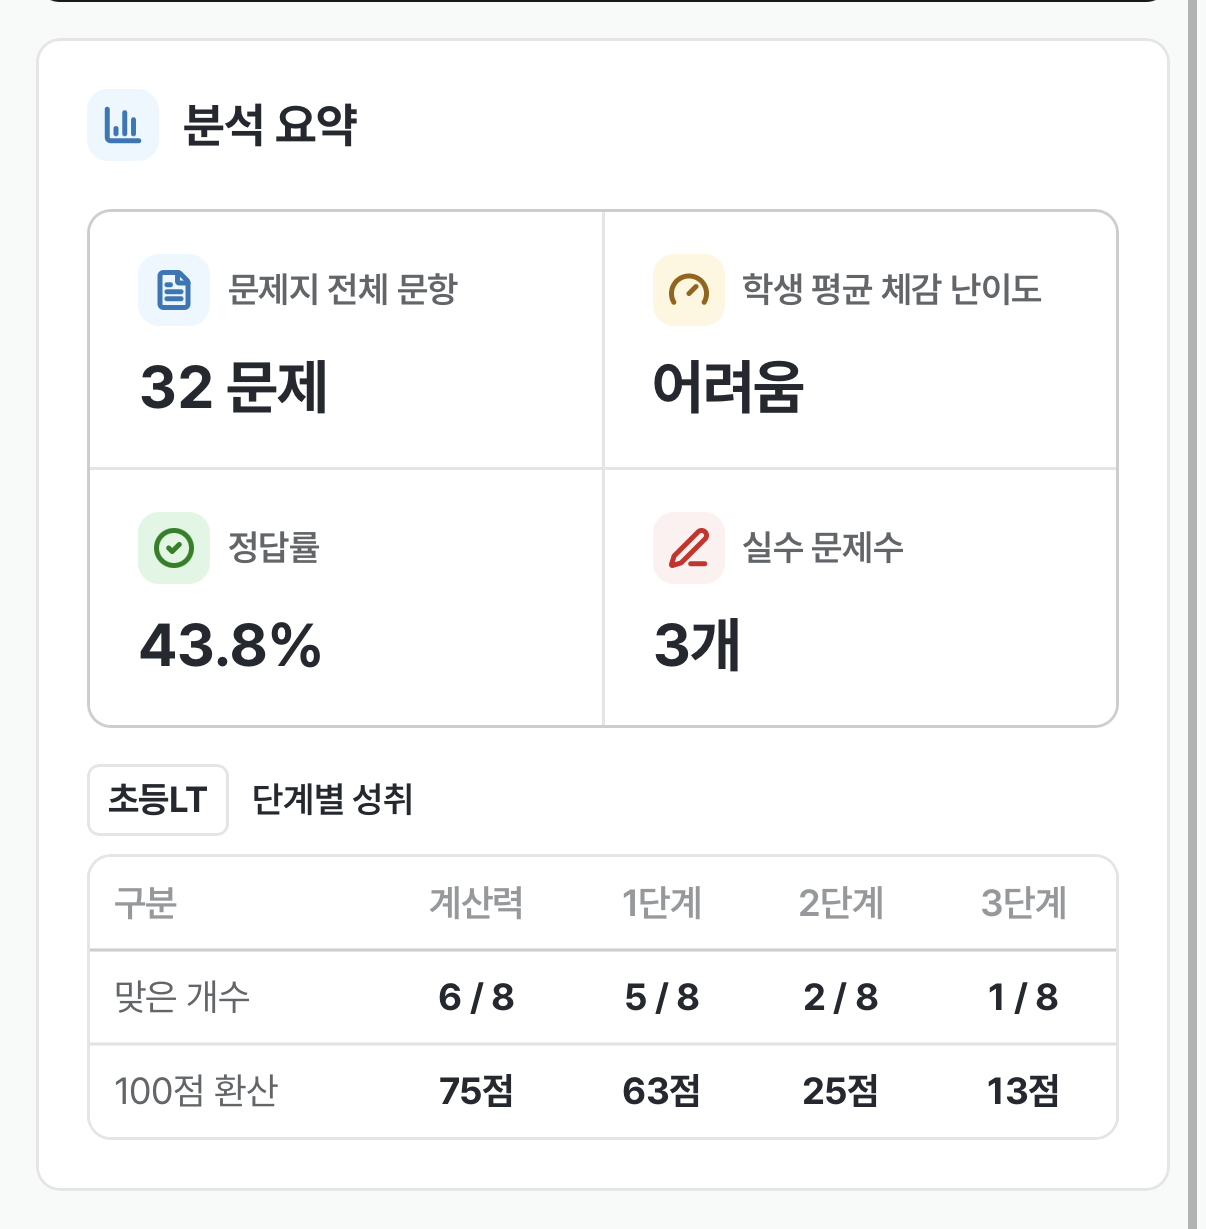 분석 요약
문제지 전체 문항
32 문제
학생 평균 체감 난이도
어려움
정답률
43.8%
실수 문제수
3개
초등LT 단계별 성취
구분 계산력 1단계 2단계 3단계
맞은 개수 6 / 8 5 / 8 2 / 8 1 / 8
100점 환산 75점 63점 25점 13점